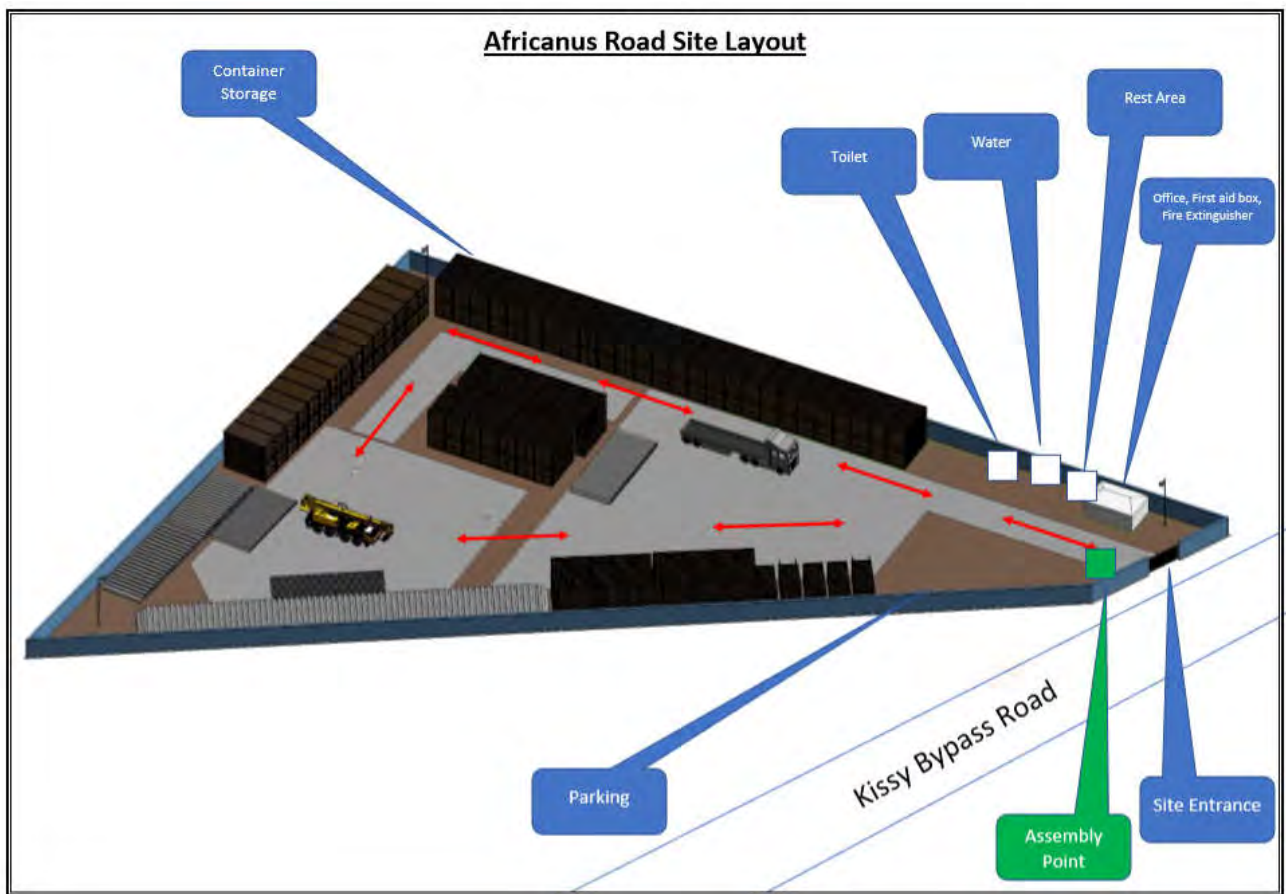 Africanus Road Site Layout
Container
Storage
Rest Area
Water
Toilet
Office, First aid box,
Fire Extinguisher
Kissy Bypass Road
Parking
Site Entrance
Assembly
Point